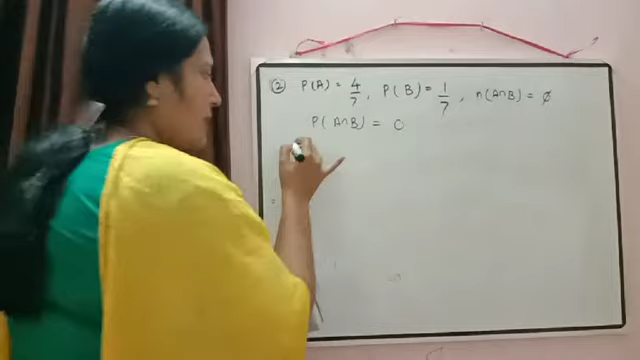 ② P(A) = 4/7, P(B) = 1/7, n(A∩B) = ∅
P(A∩B) = 0